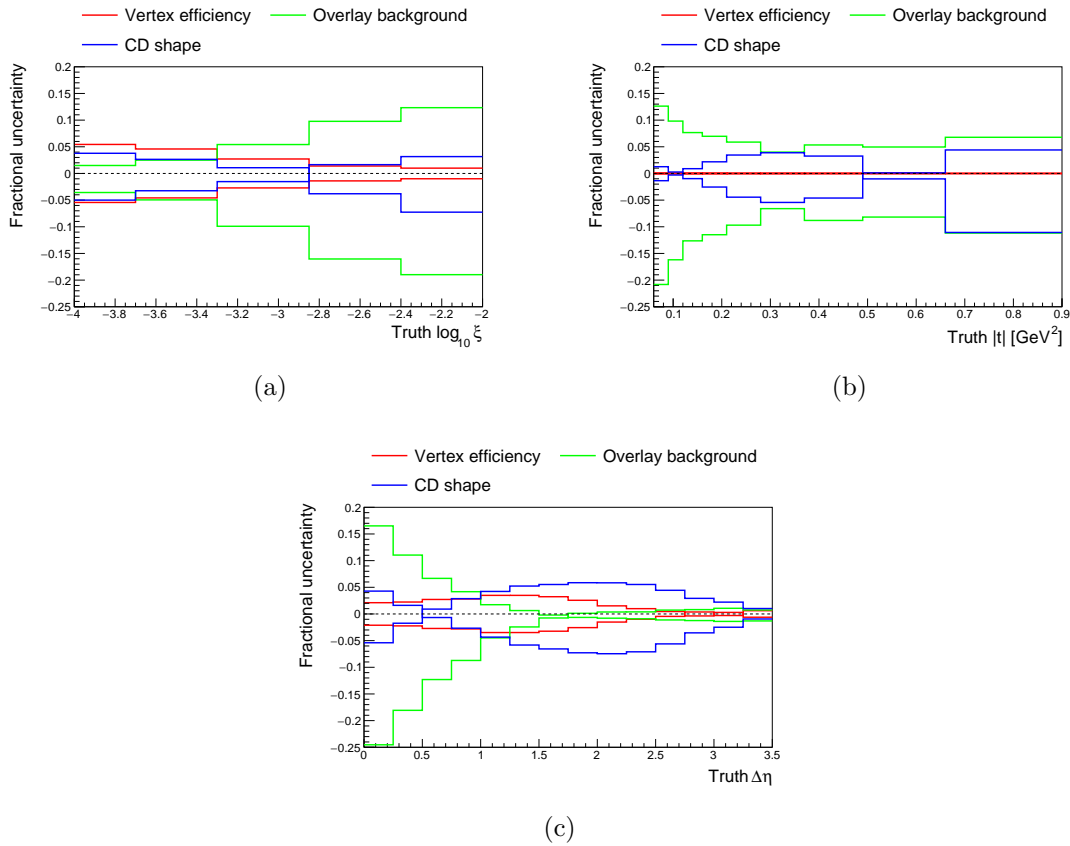 Vertex efficiency Overlay background
CD shape
Fractional uncertainty
0.2
0.15
0.1
0.05
0
−0.05
−0.1
−0.15
−0.2
−0.25
−4 −3.8 −3.6 −3.4 −3.2 −3 −2.8 −2.6 −2.4 −2.2 −2
Truth log10 ξ
(a)
Vertex efficiency Overlay background
CD shape
Fractional uncertainty
0.2
0.15
0.1
0.05
0
−0.05
−0.1
−0.15
−0.2
−0.25
0.1 0.2 0.3 0.4 0.5 0.6 0.7 0.8 0.9
Truth |t| [GeV²]
(b)
Vertex efficiency Overlay background
CD shape
Fractional uncertainty
0.2
0.15
0.1
0.05
0
−0.05
−0.1
−0.15
−0.2
−0.25
0 0.5 1 1.5 2 2.5 3 3.5
Truth Δη
(c)